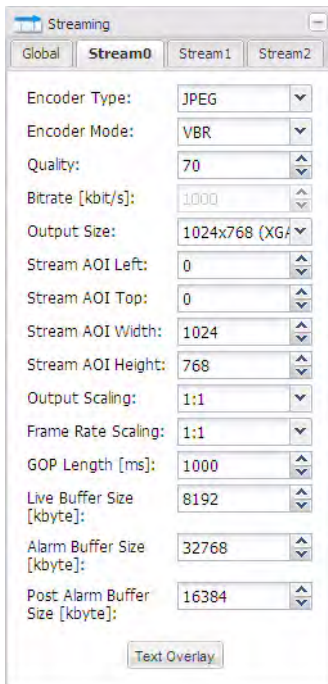 Streaming
Global Stream0 Stream1 Stream2
Encoder Type: JPEG
Encoder Mode: VBR
Quality: 70
Bitrate [kbit/s]: 1000
Output Size: 1024x768 (XGA
Stream AOI Left: 0
Stream AOI Top: 0
Stream AOI Width: 1024
Stream AOI Height: 768
Output Scaling: 1:1
Frame Rate Scaling: 1:1
GOP Length [ms]: 1000
Live Buffer Size 8192
[kbyte]:
Alarm Buffer Size 32768
[kbyte]:
Post Alarm Buffer 16384
Size [kbyte]:
Text Overlay